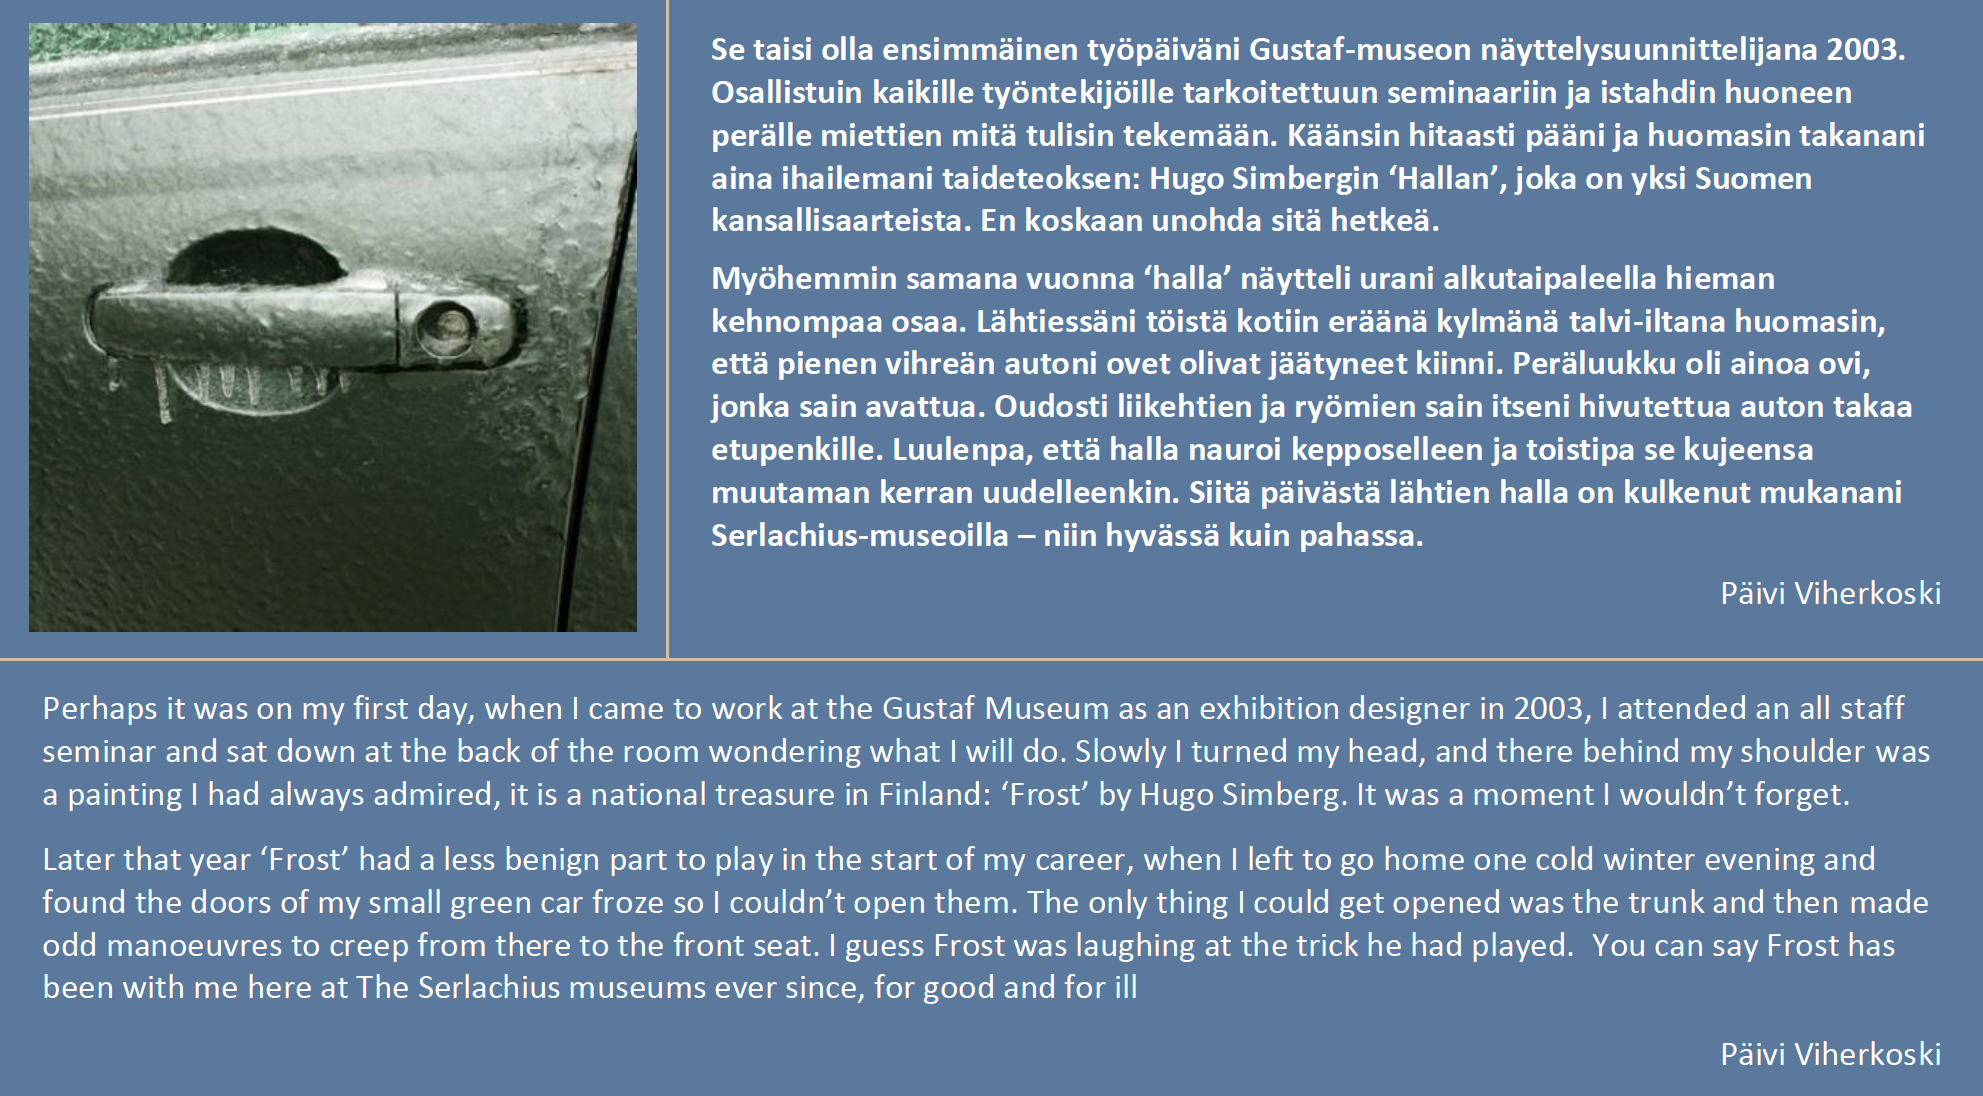 Se taisi olla ensimmäinen työpäiväni Gustaf-museon näyttelysuunnittelijana 2003.
Osallistuin kaikille työntekijöille tarkoitettuun seminaariin ja istahdin huoneen
perälle miettien mitä tulisin tekemään. Käänsin hitaasti pääni ja huomasin takanani
aina ihailemani taideteoksen: Hugo Simbergin ‘Hallan’, joka on yksi Suomen
kansallisaarteista. En koskaan unohda sitä hetkeä.
Myöhemmin samana vuonna ‘halla’ näytteli urani alkutaipaleella hieman
kehnompaa osaa. Lähtiessäni töistä kotiin eräänä kylmänä talvi-iltana huomasin,
että pienen vihreän autoni ovet olivat jäätyneet kiinni. Peräluukku oli ainoa ovi,
jonka sain avattua. Oudosti liikehtien ja ryömien sain itseni hivutettua auton takaa
etupenkille. Luulenpa, että halla nauroi kepposelleen ja toistipa se kujeensa
muutaman kerran uudelleenkin. Siitä päivästä lähtien halla on kulkenut mukanani
Serlachius-museoilla – niin hyvässä kuin pahassa.
Päivi Viherkoski
Perhaps it was on my first day, when I came to work at the Gustaf Museum as an exhibition designer in 2003, I attended an all staff
seminar and sat down at the back of the room wondering what I will do. Slowly I turned my head, and there behind my shoulder was
a painting I had always admired, it is a national treasure in Finland: ‘Frost’ by Hugo Simberg. It was a moment I wouldn’t forget.
Later that year ‘Frost’ had a less benign part to play in the start of my career, when I left to go home one cold winter evening and
found the doors of my small green car froze so I couldn’t open them. The only thing I could get opened was the trunk and then made
odd manoeuvres to creep from there to the front seat. I guess Frost was laughing at the trick he had played.  You can say Frost has
been with me here at The Serlachius museums ever since, for good and for ill
Päivi Viherkoski